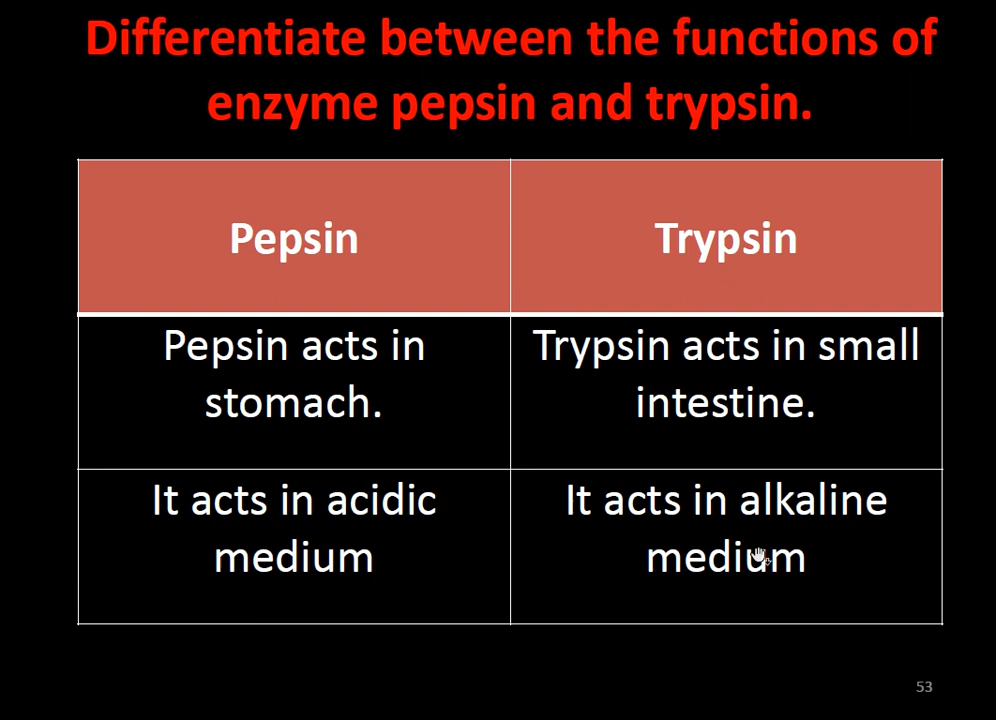 Differentiate between the functions of
enzyme pepsin and trypsin.
Pepsin
Trypsin
Pepsin acts in
stomach.
Trypsin acts in small
intestine.
It acts in acidic
medium
It acts in alkaline
medium
53